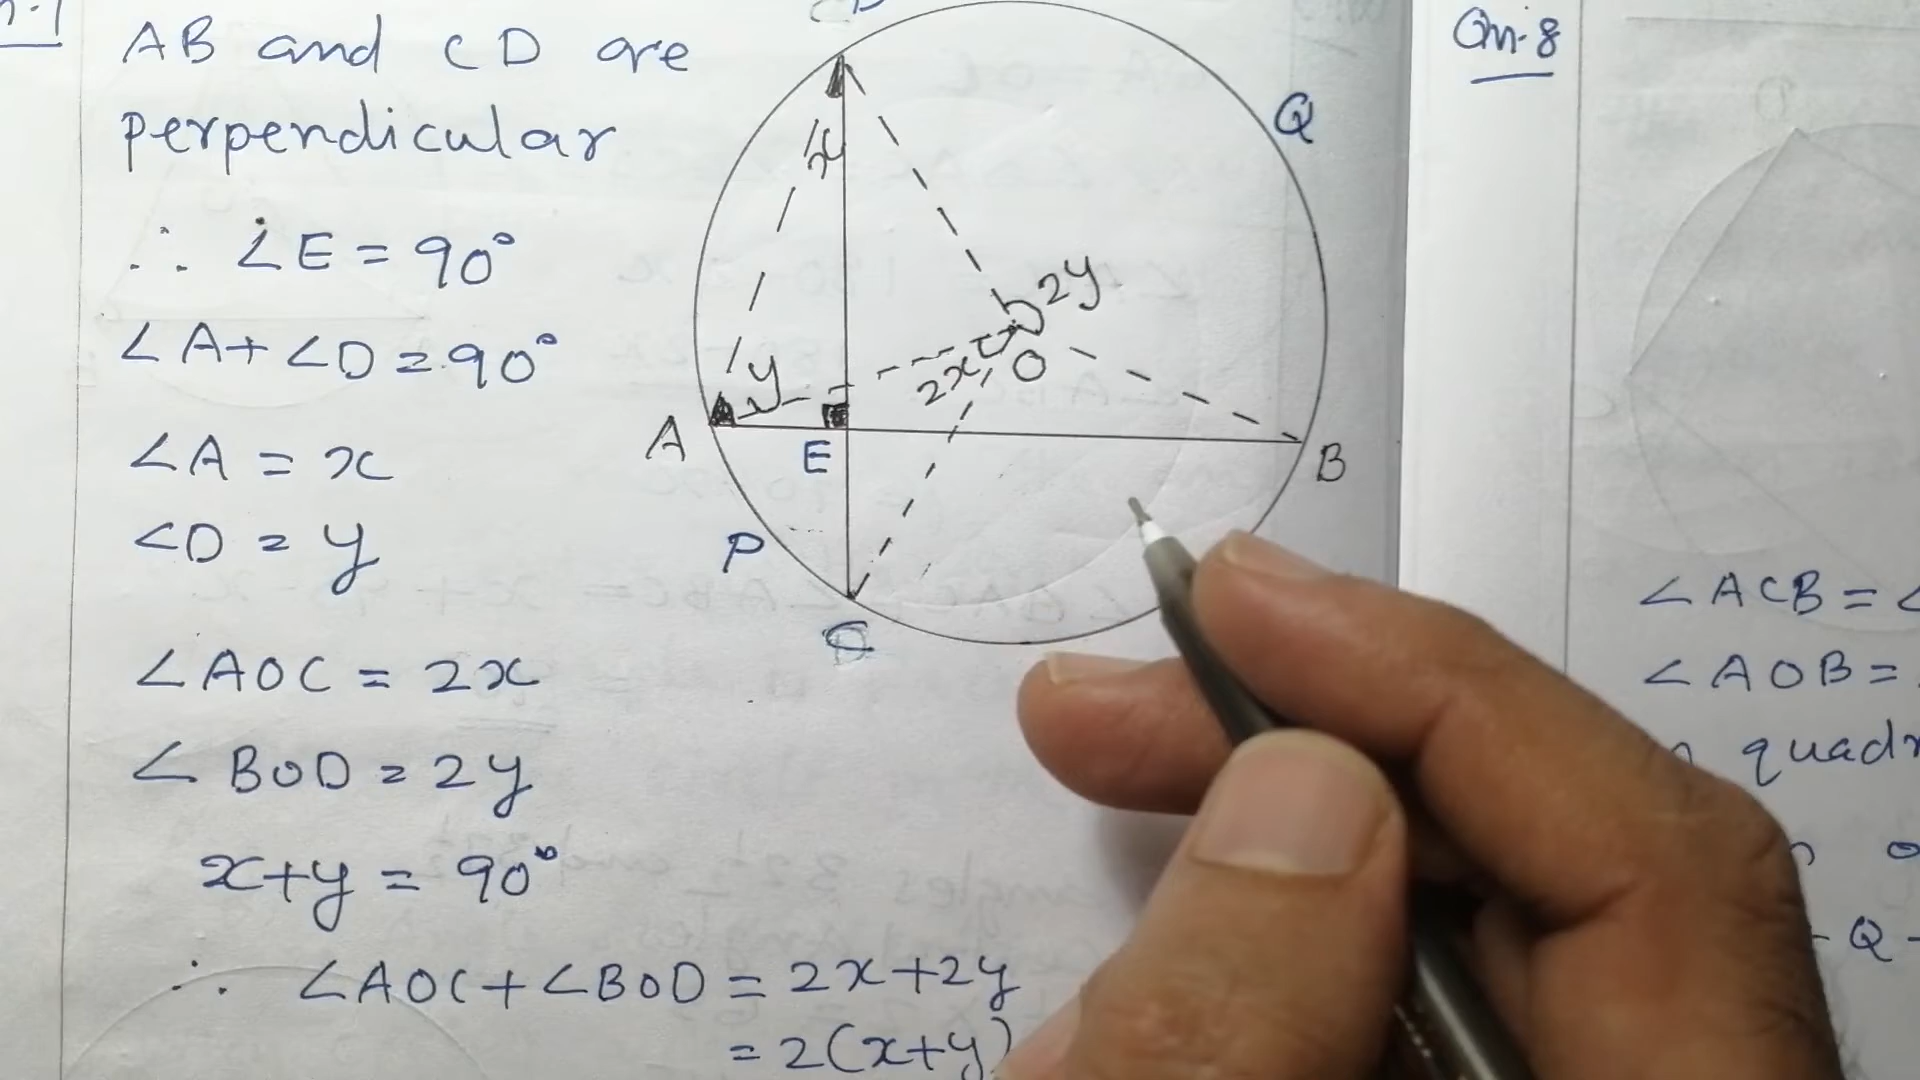 AB and CD are
perpendicular
∴ ∠E = 90°
∠A + ∠D = 90°
∠A = x
∠D = y
∠AOC = 2x
∠BOD = 2y
x+y = 90°
∴ ∠AOC + ∠BOD = 2x+2y
= 2(x+y)
Q
x
2y
2x
O
y
A
E
B
P
C
Qn.8
∠ACB = ∠
∠AOB =
Q